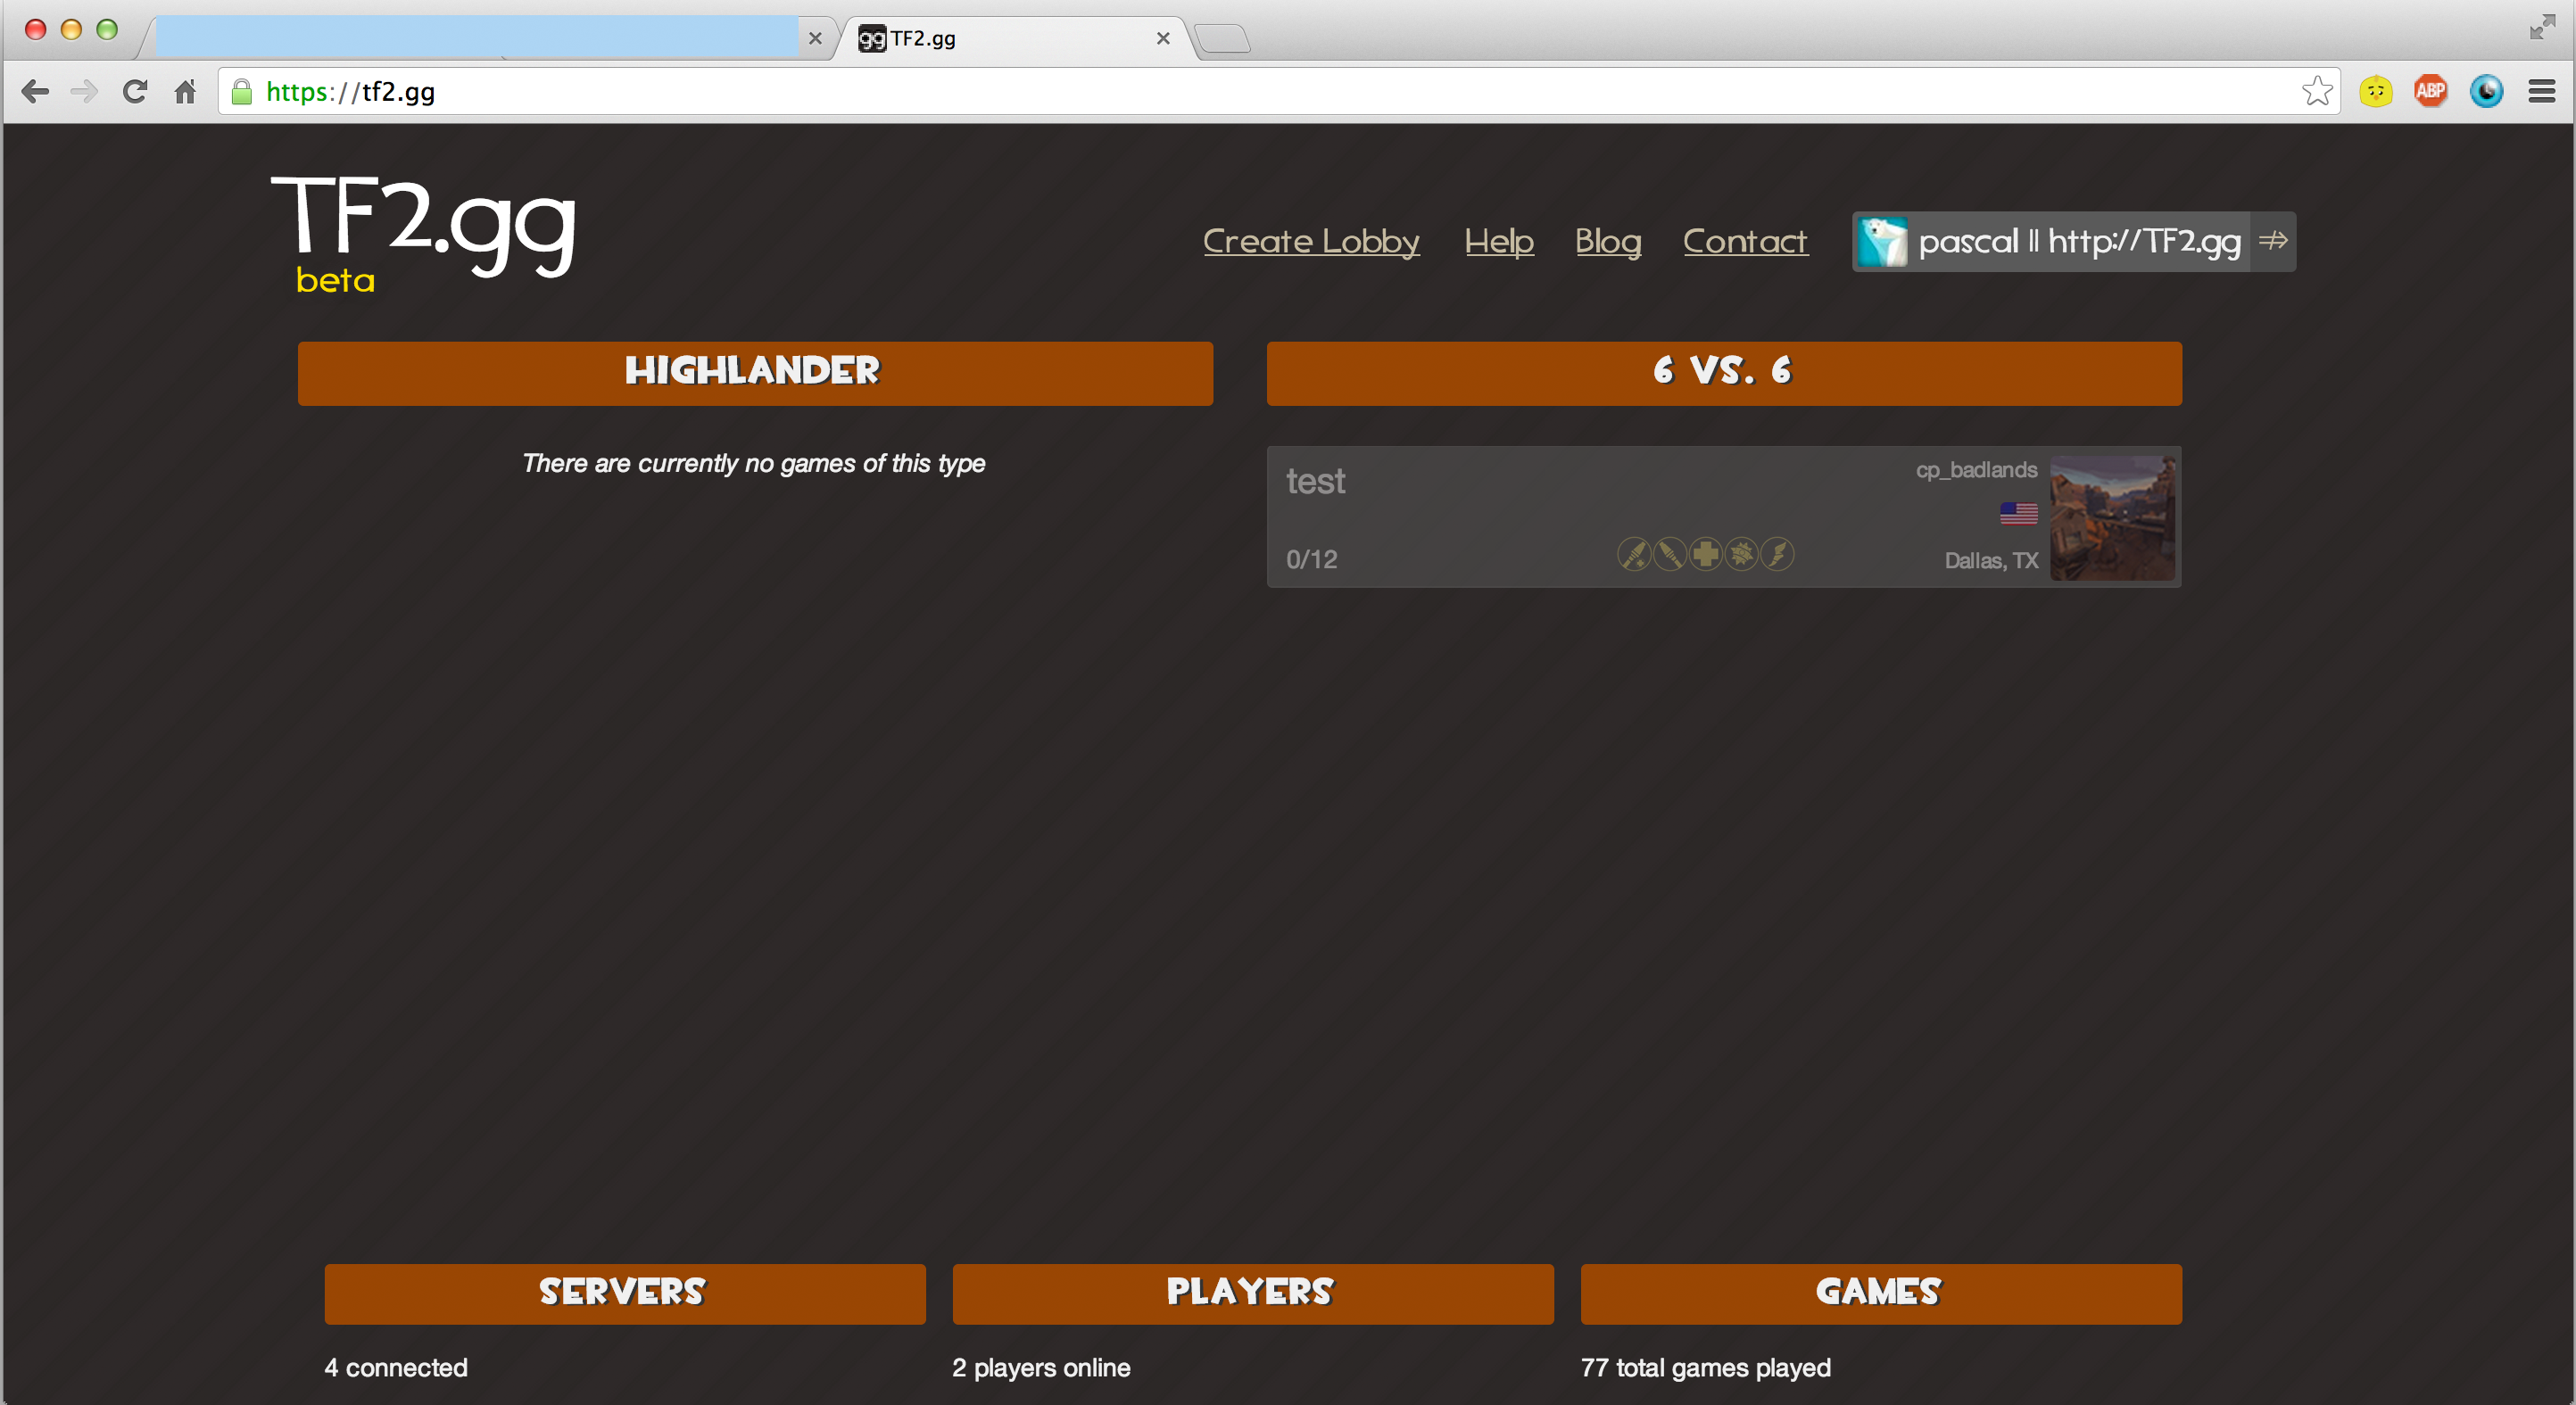 gg TF2.gg
https://tf2.gg
ABP
TF2.gg
beta
Create Lobby Help Blog Contact pascal || http://TF2.gg
HIGHLANDER
6 VS. 6
There are currently no games of this type
test
cp_badlands
0/12
Dallas, TX
SERVERS
PLAYERS
GAMES
4 connected
2 players online
77 total games played